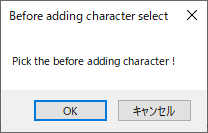 Before adding character select
Pick the before adding character !
OK
キャンセル